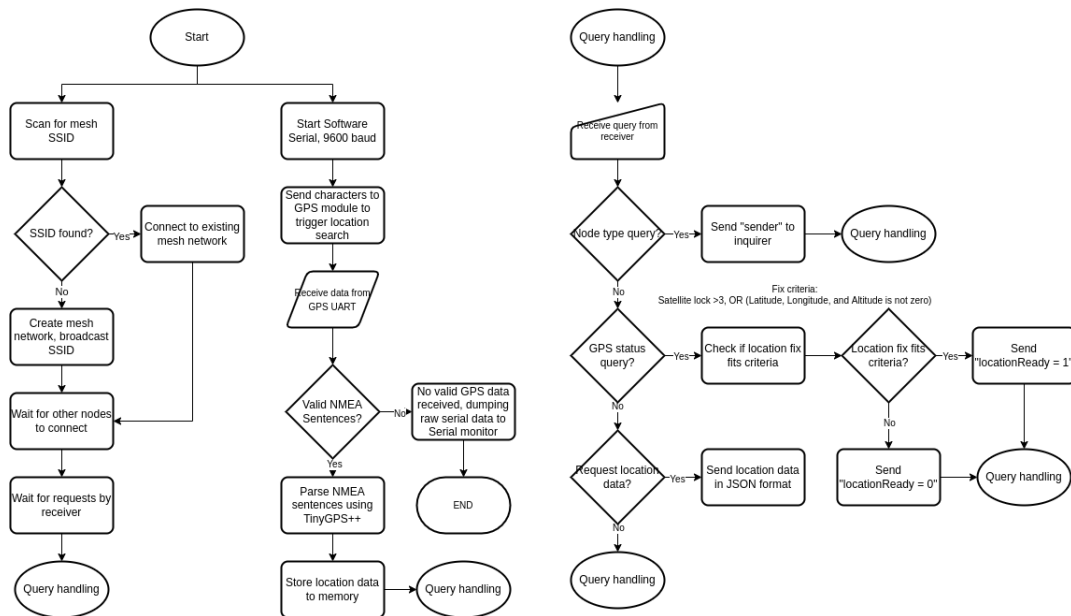 Start
Scan for mesh
SSID
SSID found?
Yes
Connect to existing
mesh network
No
Create mesh
network, broadcast
SSID
Wait for other nodes
to connect
Wait for requests by
receiver
Query handling
Start Software
Serial, 9600 baud
Send characters to
GPS module to
trigger location
search
Receive data from
GPS UART
Valid NMEA
Sentences?
No
No valid GPS data
received, dumping
raw serial data to
Serial monitor
END
Yes
Parse NMEA
sentences using
TinyGPS++
Store location data
to memory
Query handling
Query handling
Receive query from
receiver
Node type query?
Yes
Send "sender" to
inquirer
Query handling
No
GPS status
query?
Yes
Check if location fix
fits criteria
Fix criteria:
Satellite lock >3, OR (Latitude, Longitude, and Altitude is not zero)
Location fix fits
criteria?
Yes
Send
"locationReady = 1"
No
Send
"locationReady = 0"
Query handling
No
Request location
data?
Yes
Send location data
in JSON format
No
Query handling